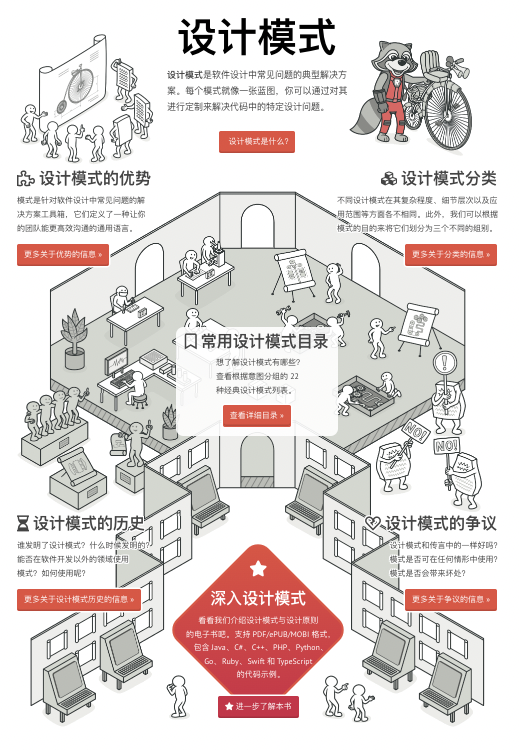 设计模式
设计模式是软件设计中常见问题的典型解决方
案。每个模式就像一张蓝图，你可以通过对其
进行定制来解决代码中的特定设计问题。
设计模式是什么?
设计模式的优势
模式是针对软件设计中常见问题的解
决方案工具箱，它们定义了一种让你
的团队能更高效沟通的通用语言。
更多关于优势的信息 »
设计模式分类
不同设计模式在其复杂程度、细节层次以及应
用范围等方面各不相同。此外，我们可以根据
模式的目的来将它们划分为三个不同的组别。
更多关于分类的信息 »
常用设计模式目录
想了解设计模式有哪些?
查看根据意图分组的 22
种经典设计模式列表。
查看详细目录 »
NO!
NO!
设计模式的历史
谁发明了设计模式？什么时候发明的?
能否在软件开发以外的领域使用
模式？如何使用呢?
更多关于设计模式历史的信息 »
设计模式的争议
设计模式和传言中的一样好吗?
模式是否可在任何情形中使用?
模式是否会带来坏处?
更多关于争议的信息 »
深入设计模式
看看我们介绍设计模式与设计原则
的电子书吧。支持 PDF/ePUB/MOBI 格式，
包含 Java、C#、C++、PHP、Python、
Go、Ruby、Swift 和 TypeScript
的代码示例。
进一步了解本书